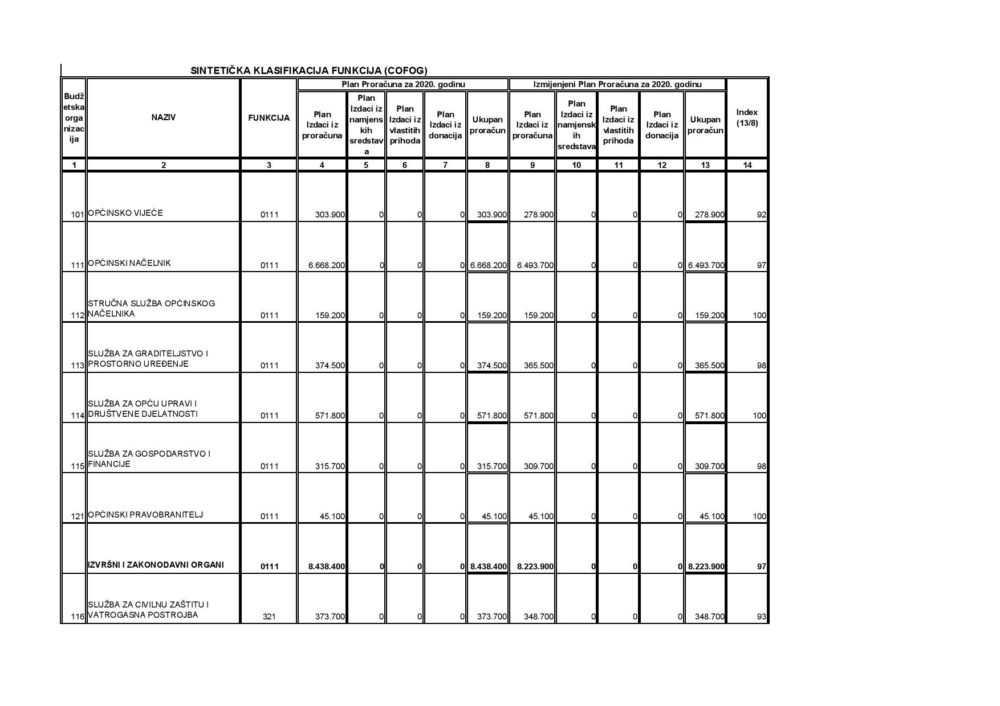 SINTETIČKA KLASIFIKACIJA FUNKCIJA (COFOG)
Budž
etska
orga
nizac
ija
NAZIV
FUNKCIJA
Plan Proračuna za 2020. godinu
Izmijenjeni Plan Proračuna za 2020. godinu
Index
(13/8)
Plan
Izdaci iz
proračuna
Plan
Izdaci iz
namjens
kih
sredstav
a
Plan
Izdaci iz
vlastitih
prihoda
Plan
Izdaci iz
donacija
Ukupan
proračun
Plan
Izdaci iz
proračuna
Plan
Izdaci iz
namjensk
ih
sredstava
Plan
Izdaci iz
vlastitih
prihoda
Plan
Izdaci iz
donacija
Ukupan
proračun
1 2 3 4 5 6 7 8 9 10 11 12 13 14
101 OPĆINSKO VIJEĆE 0111 303.900 0 0 0 303.900 278.900 0 0 0 278.900 92
111 OPĆINSKI NAČELNIK 0111 6.668.200 0 0 0 6.668.200 6.493.700 0 0 0 6.493.700 97
STRUČNA SLUŽBA OPĆINSKOG
112 NAČELNIKA 0111 159.200 0 0 0 159.200 159.200 0 0 0 159.200 100
SLUŽBA ZA GRADITELJSTVO I
113 PROSTORNO UREĐENJE 0111 374.500 0 0 0 374.500 365.500 0 0 0 365.500 98
SLUŽBA ZA OPĆU UPRAVI I
114 DRUŠTVENE DJELATNOSTI 0111 571.800 0 0 0 571.800 571.800 0 0 0 571.800 100
SLUŽBA ZA GOSPODARSTVO I
115 FINANCIJE 0111 315.700 0 0 0 315.700 309.700 0 0 0 309.700 98
121 OPĆINSKI PRAVOBRANITELJ 0111 45.100 0 0 0 45.100 45.100 0 0 0 45.100 100
IZVRŠNI I ZAKONODAVNI ORGANI 0111 8.438.400 0 0 0 8.438.400 8.223.900 0 0 0 8.223.900 97
SLUŽBA ZA CIVILNU ZAŠTITU I
116 VATROGASNA POSTROJBA 321 373.700 0 0 0 373.700 348.700 0 0 0 348.700 93